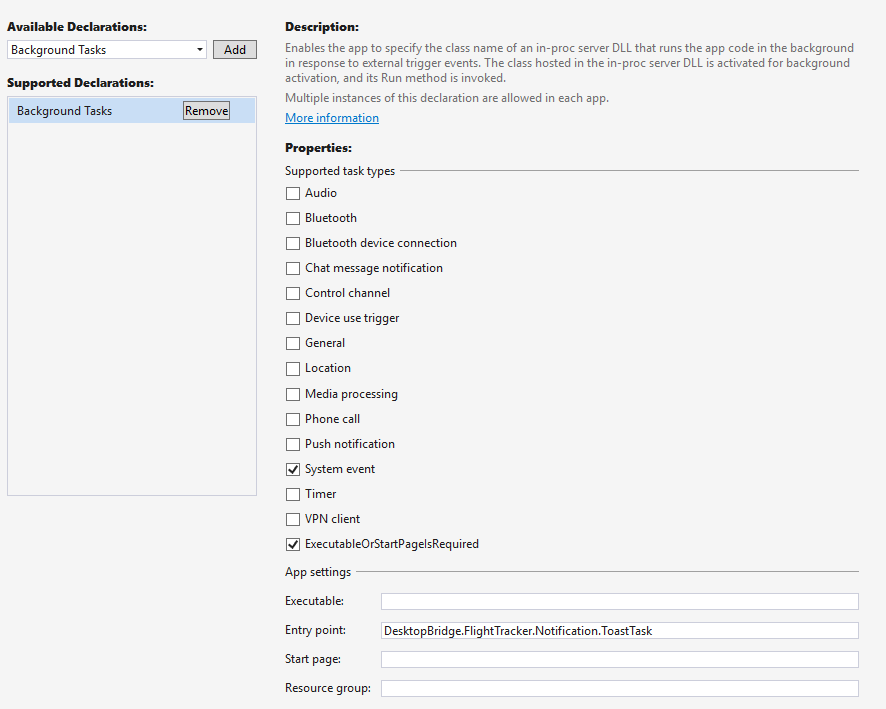 Available Declarations:
Background Tasks
Add
Supported Declarations:
Background Tasks
Remove
Description:
Enables the app to specify the class name of an in-proc server DLL that runs the app code in the background
in response to external trigger events. The class hosted in the in-proc server DLL is activated for background
activation, and its Run method is invoked.
Multiple instances of this declaration are allowed in each app.
More information
Properties:
Supported task types
Audio
Bluetooth
Bluetooth device connection
Chat message notification
Control channel
Device use trigger
General
Location
Media processing
Phone call
Push notification
System event
Timer
VPN client
ExecutableOrStartPageIsRequired
App settings
Executable:
Entry point: DesktopBridge.FlightTracker.Notification.ToastTask
Start page:
Resource group: